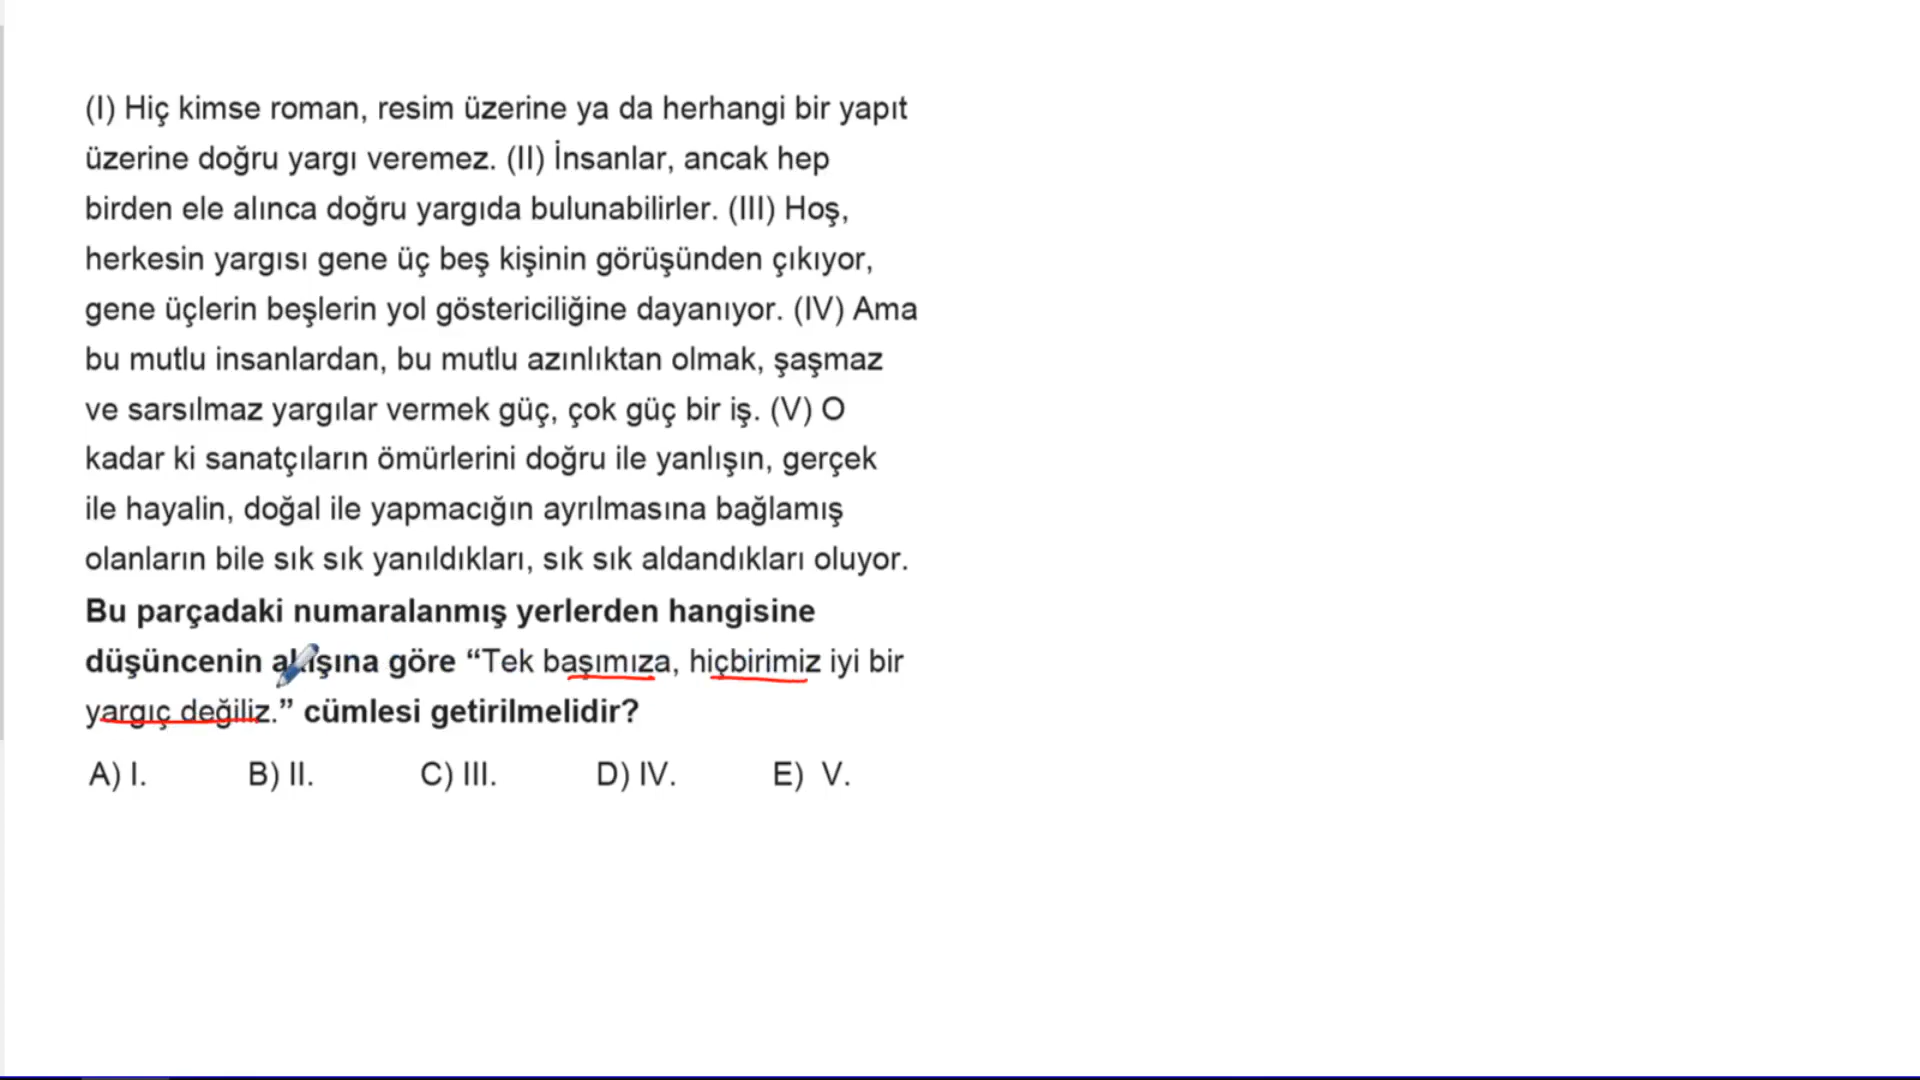 (I) Hiç kimse roman, resim üzerine ya da herhangi bir yapıt
üzerine doğru yargı veremez. (II) İnsanlar, ancak hep
birden ele alınca doğru yargıda bulunabilirler. (III) Hoş,
herkesin yargısı gene üç beş kişinin görüşünden çıkıyor,
gene üçlerin beşlerin yol göstericiliğine dayanıyor. (IV) Ama
bu mutlu insanlardan, bu mutlu azınlıktan olmak, şaşmaz
ve sarsılmaz yargılar vermek güç, çok güç bir iş. (V) O
kadar ki sanatçıların ömürlerini doğru ile yanlışın, gerçek
ile hayalin, doğal ile yapmacığın ayrılmasına bağlamış
olanların bile sık sık yanıldıkları, sık sık aldandıkları oluyor.
Bu parçadaki numaralanmış yerlerden hangisine
düşüncenin akışına göre “Tek başımıza, hiçbirimiz iyi bir
yargıç değiliz.” cümlesi getirilmelidir?
A) I. B) II. C) III. D) IV. E) V.